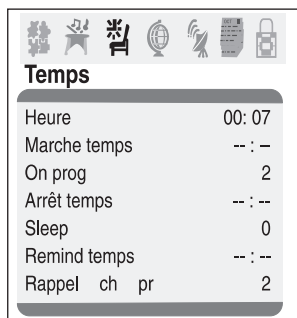 Temps
Heure 00: 07
Marche temps -- : –
On prog 2
Arrêt temps -- : --
Sleep 0
Remind temps -- : --
Rappel ch pr 2